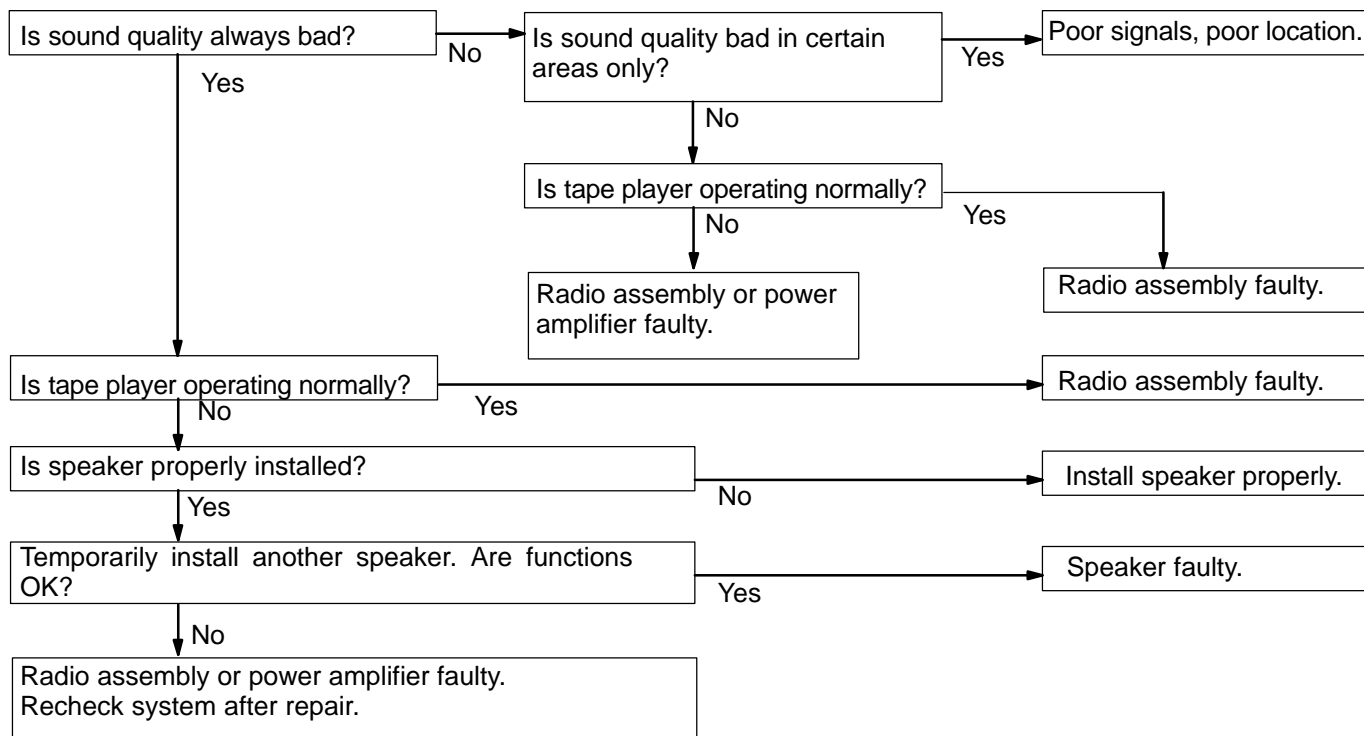 Is sound quality always bad?
No
Is sound quality bad in certain
areas only?
Yes
Poor signals, poor location.
Yes
No
Is tape player operating normally?
Yes
No
Radio assembly or power
amplifier faulty.
Radio assembly faulty.
Is tape player operating normally?
Yes
Radio assembly faulty.
No
Is speaker properly installed?
No
Install speaker properly.
Yes
Temporarily install another speaker. Are functions
OK?
Yes
Speaker faulty.
No
Radio assembly or power amplifier faulty.
Recheck system after repair.